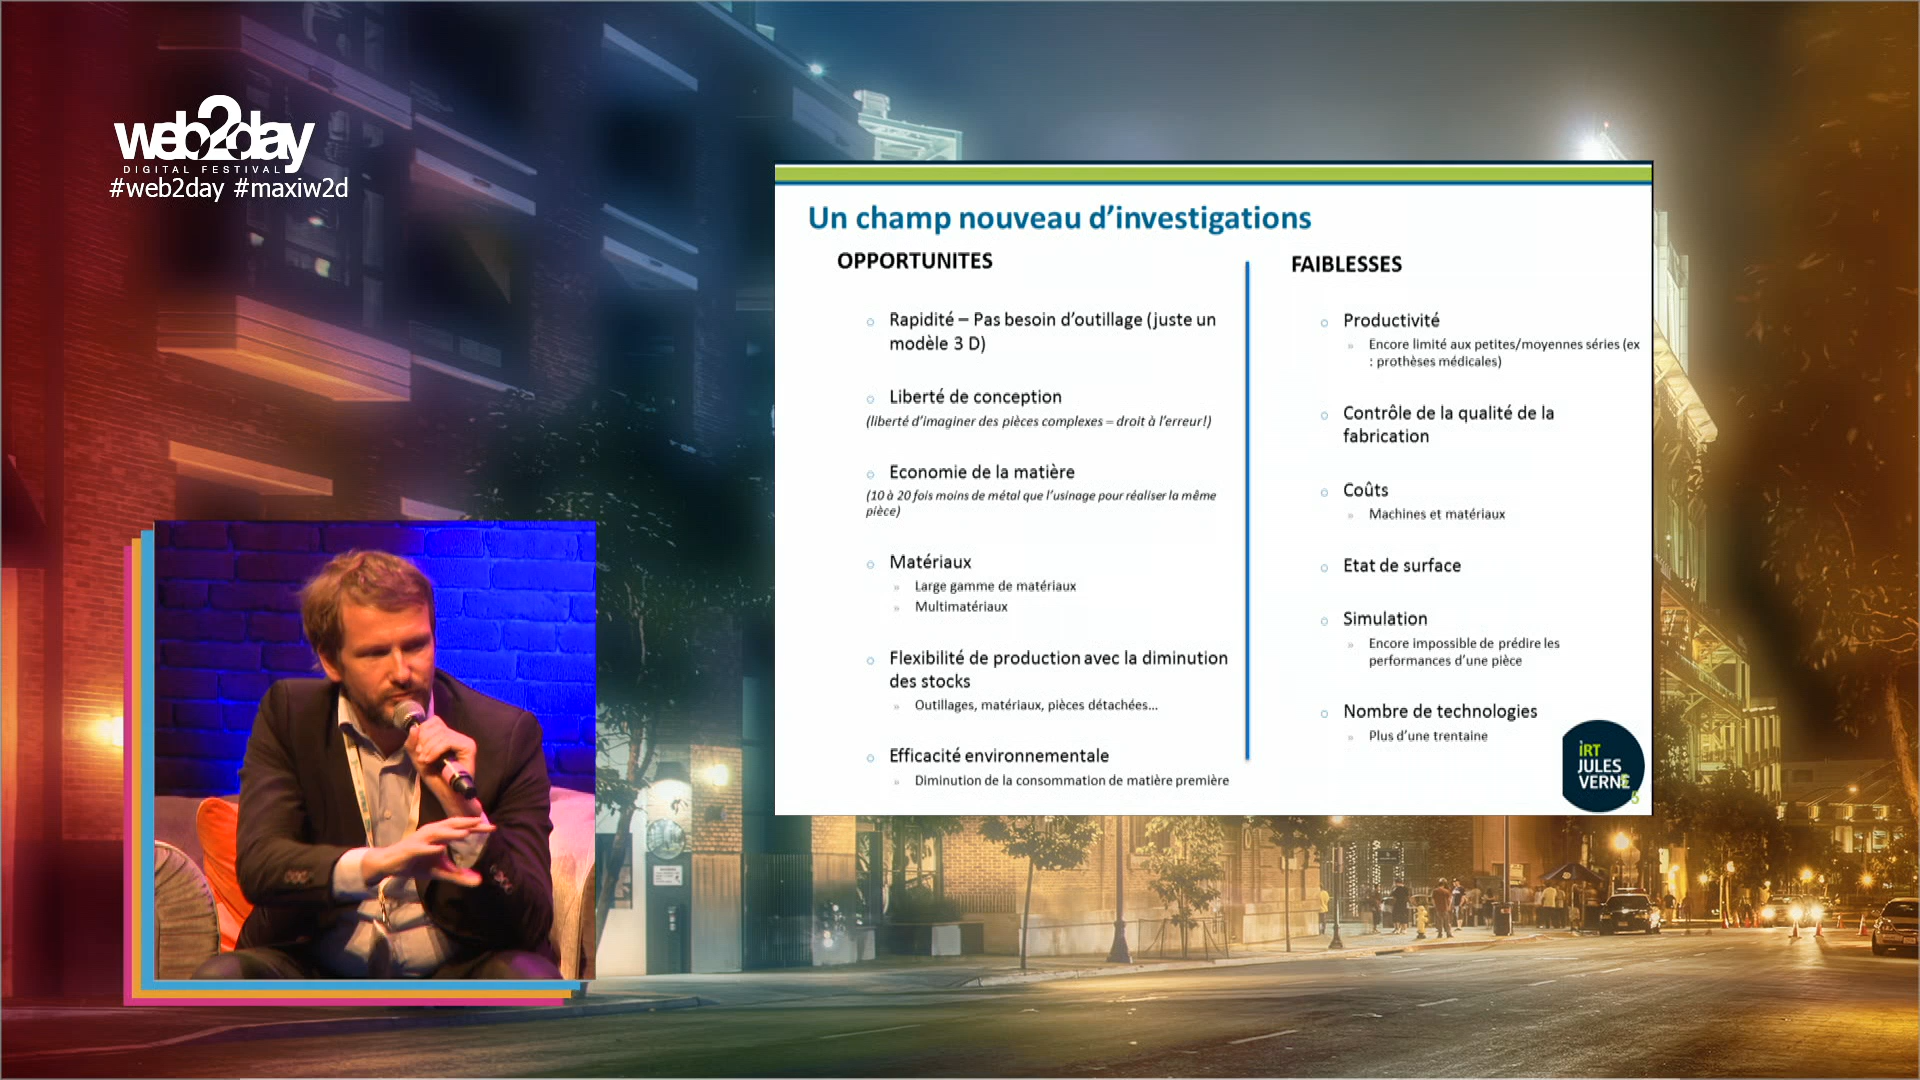 web2day
DIGITAL FESTIVAL
#web2day #maxiw2d
Un champ nouveau d'investigations
OPPORTUNITES
Rapidité – Pas besoin d'outillage (juste un
modèle 3 D)
Liberté de conception
(liberté d'imaginer des pièces complexes = droit à l'erreur!)
Economie de la matière
(10 à 20 fois moins de métal que l'usinage pour réaliser la même
pièce)
Matériaux
» Large gamme de matériaux
» Multimatériaux
Flexibilité de production avec la diminution
des stocks
» Outillages, matériaux, pièces détachées...
Efficacité environnementale
» Diminution de la consommation de matière première
FAIBLESSES
Productivité
» Encore limité aux petites/moyennes séries (ex
: prothèses médicales)
Contrôle de la qualité de la
fabrication
Coûts
» Machines et matériaux
Etat de surface
Simulation
» Encore impossible de prédire les
performances d'une pièce
Nombre de technologies
» Plus d'une trentaine
iRT
JULES
VERNE